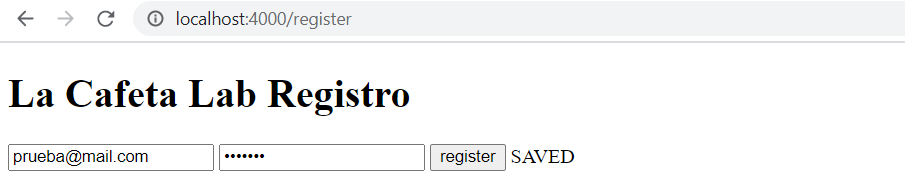 localhost:4000/register
La Cafeta Lab Registro
prueba@mail.com ••••••• register SAVED